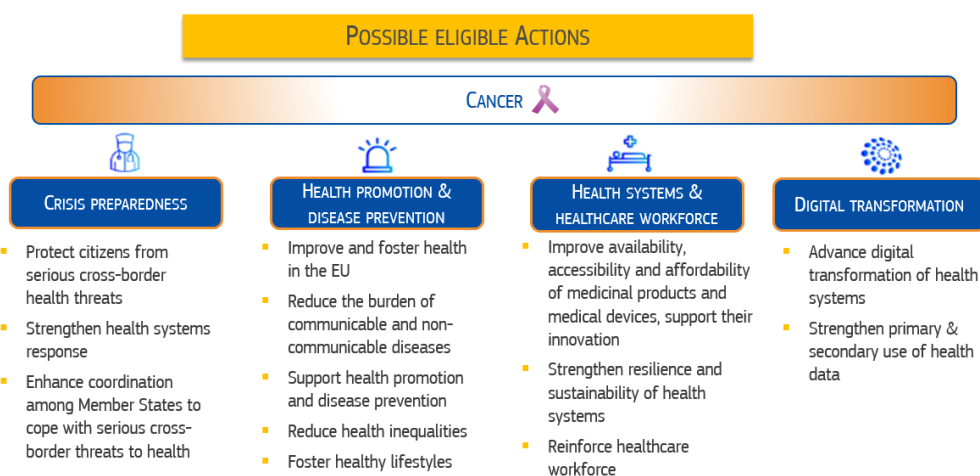 POSSIBLE ELIGIBLE ACTIONS
CANCER
CRISIS PREPAREDNESS
Protect citizens from
serious cross-border
health threats
Strengthen health systems
response
Enhance coordination
among Member States to
cope with serious cross-
border threats to health
HEALTH PROMOTION &
DISEASE PREVENTION
Improve and foster health
in the EU
Reduce the burden of
communicable and non-
communicable diseases
Support health promotion
and disease prevention
Reduce health inequalities
Foster healthy lifestyles
HEALTH SYSTEMS &
HEALTHCARE WORKFORCE
Improve availability,
accessibility and affordability
of medicinal products and
medical devices, support their
innovation
Strengthen resilience and
sustainability of health
systems
Reinforce healthcare
workforce
DIGITAL TRANSFORMATION
Advance digital
transformation of health
systems
Strengthen primary &
secondary use of health
data